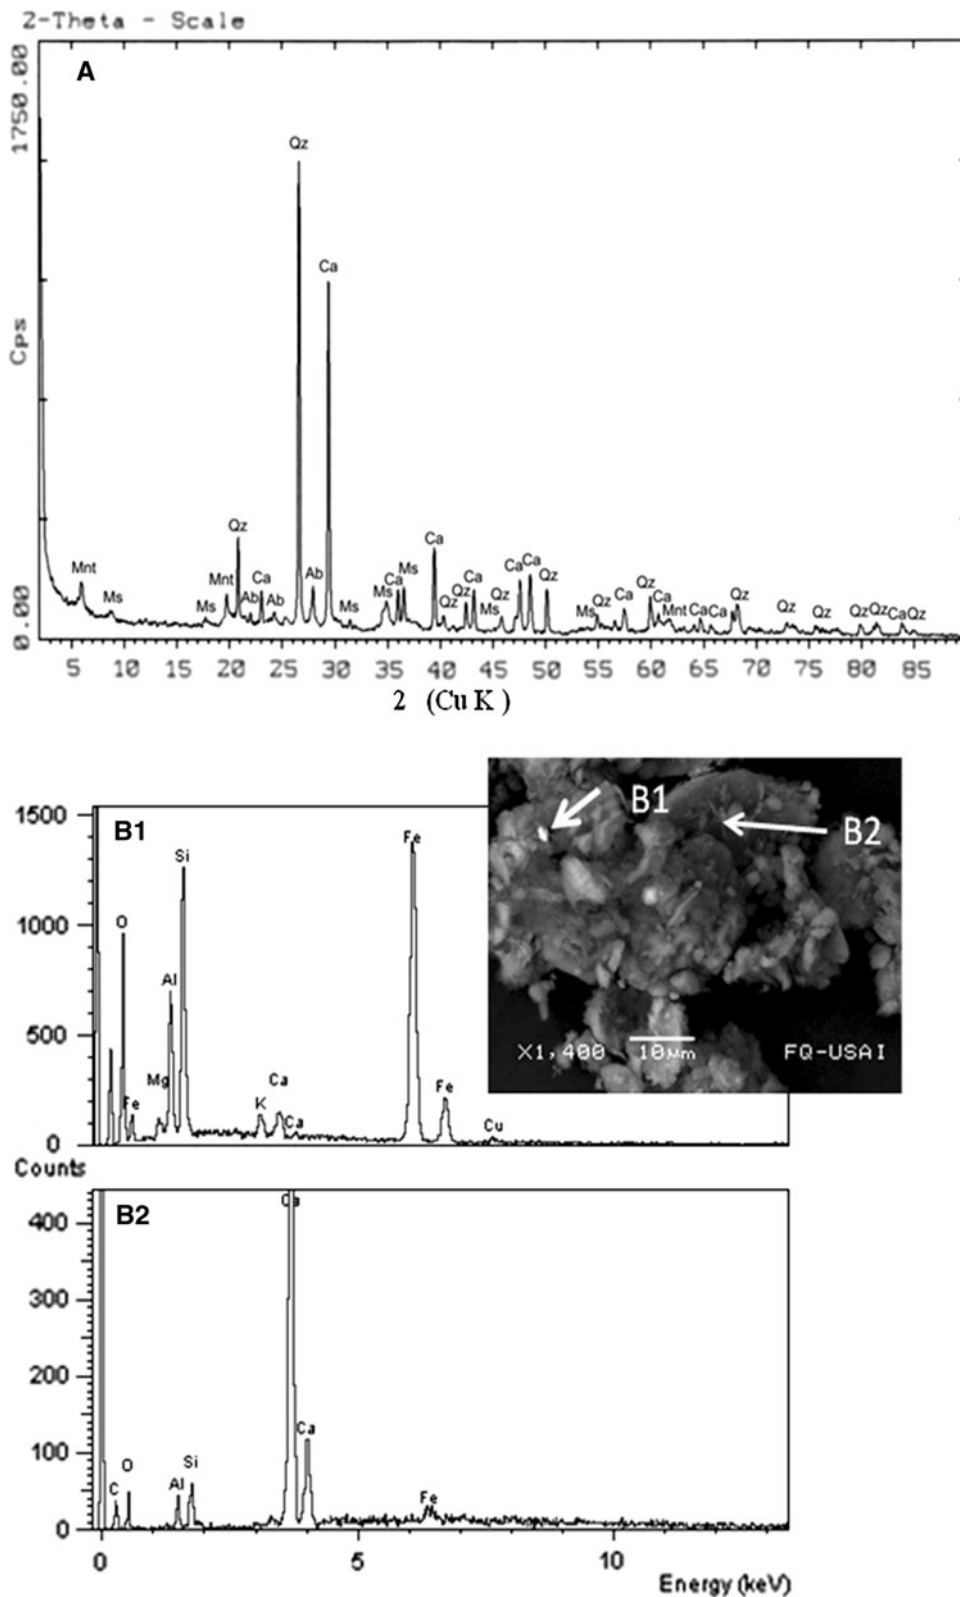 2-Theta - Scale
A
1750.00
Cps
0.00
Qz
Ca
Qz
Mnt
Ms
Ms
Mnt
Ab
Ca
Ab
Ab
Ms
Ms
Ca
Ms
Ca
Qz
Qz
Ca
Ms
Qz
Ca
Ca
Qz
Ms
Qz
Ca
Qz
Ca
Mnt
Ca
Ca
Qz
Qz
Qz
Qz
Qz
Ca
Qz
5 10 15 20 25 30 35 40 45 50 55 60 65 70 75 80 85
2 (Cu K )
B1
1500
1000
500
0
Counts
O
Fe
Mg
Al
Si
K
Ca
Ca
Fe
Fe
Cu
B1
B2
X1,400 10µm FQ-USAI
B2
400
300
200
100
0
C
O
Al
Si
Ca
Ca
Fe
0 5 10
Energy (keV)